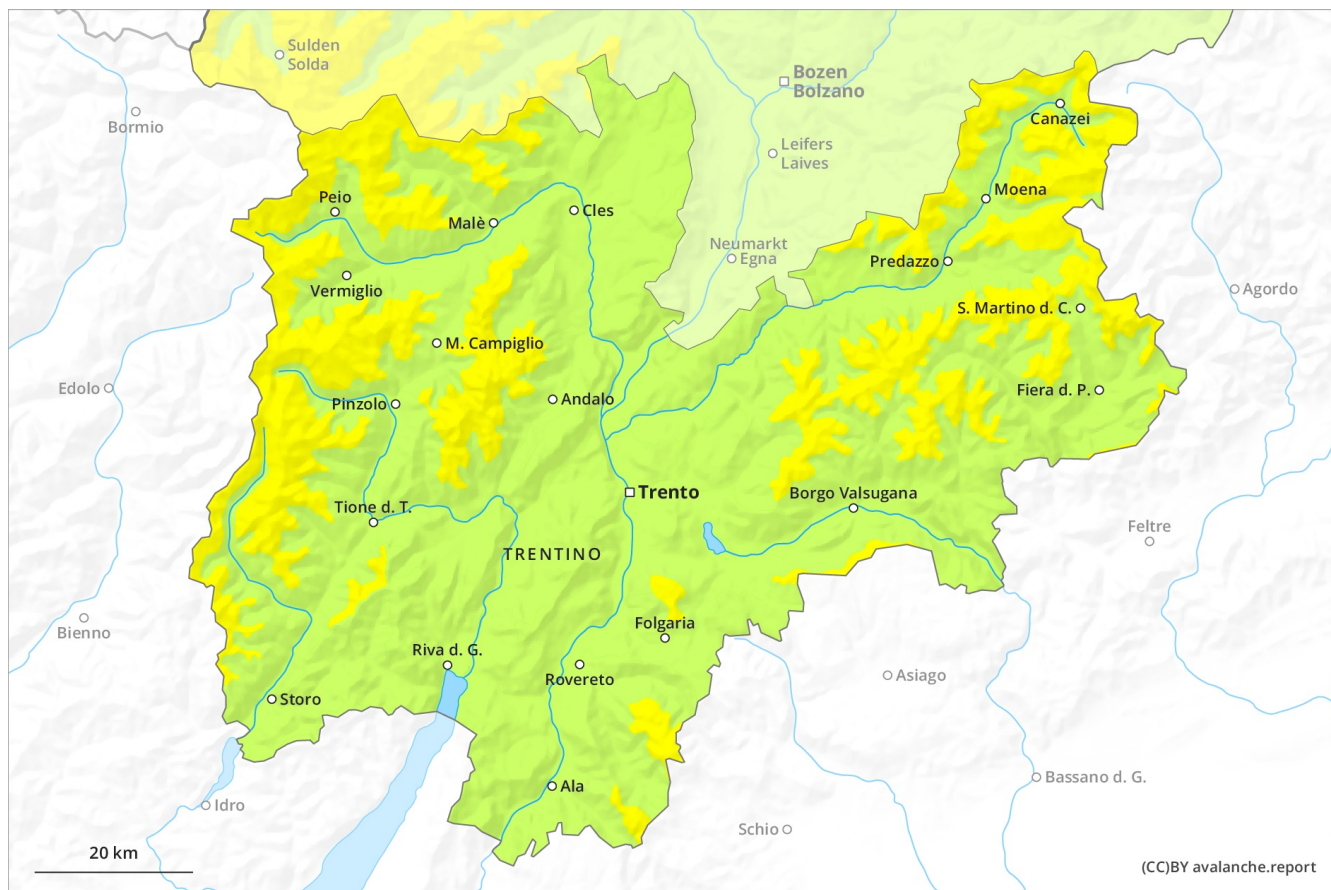 Sulden
Solda
Bozen
Bolzano
Bormio
Canazei
Leifers
Laives
Peio
Moena
Malè
Cles
Neumarkt
Egna
Predazzo
Vermiglio
Agordo
S. Martino d. C.
M. Campiglio
Edolo
Fiera d. P.
Pinzolo
Andalo
Trento
Borgo Valsugana
Tione d. T.
Feltre
TRENTINO
Bienno
Folgaria
Riva d. G.
Asiago
Rovereto
Storo
Bassano d. G.
Ala
Idro
Schio
20 km
(CC)BY avalanche.report